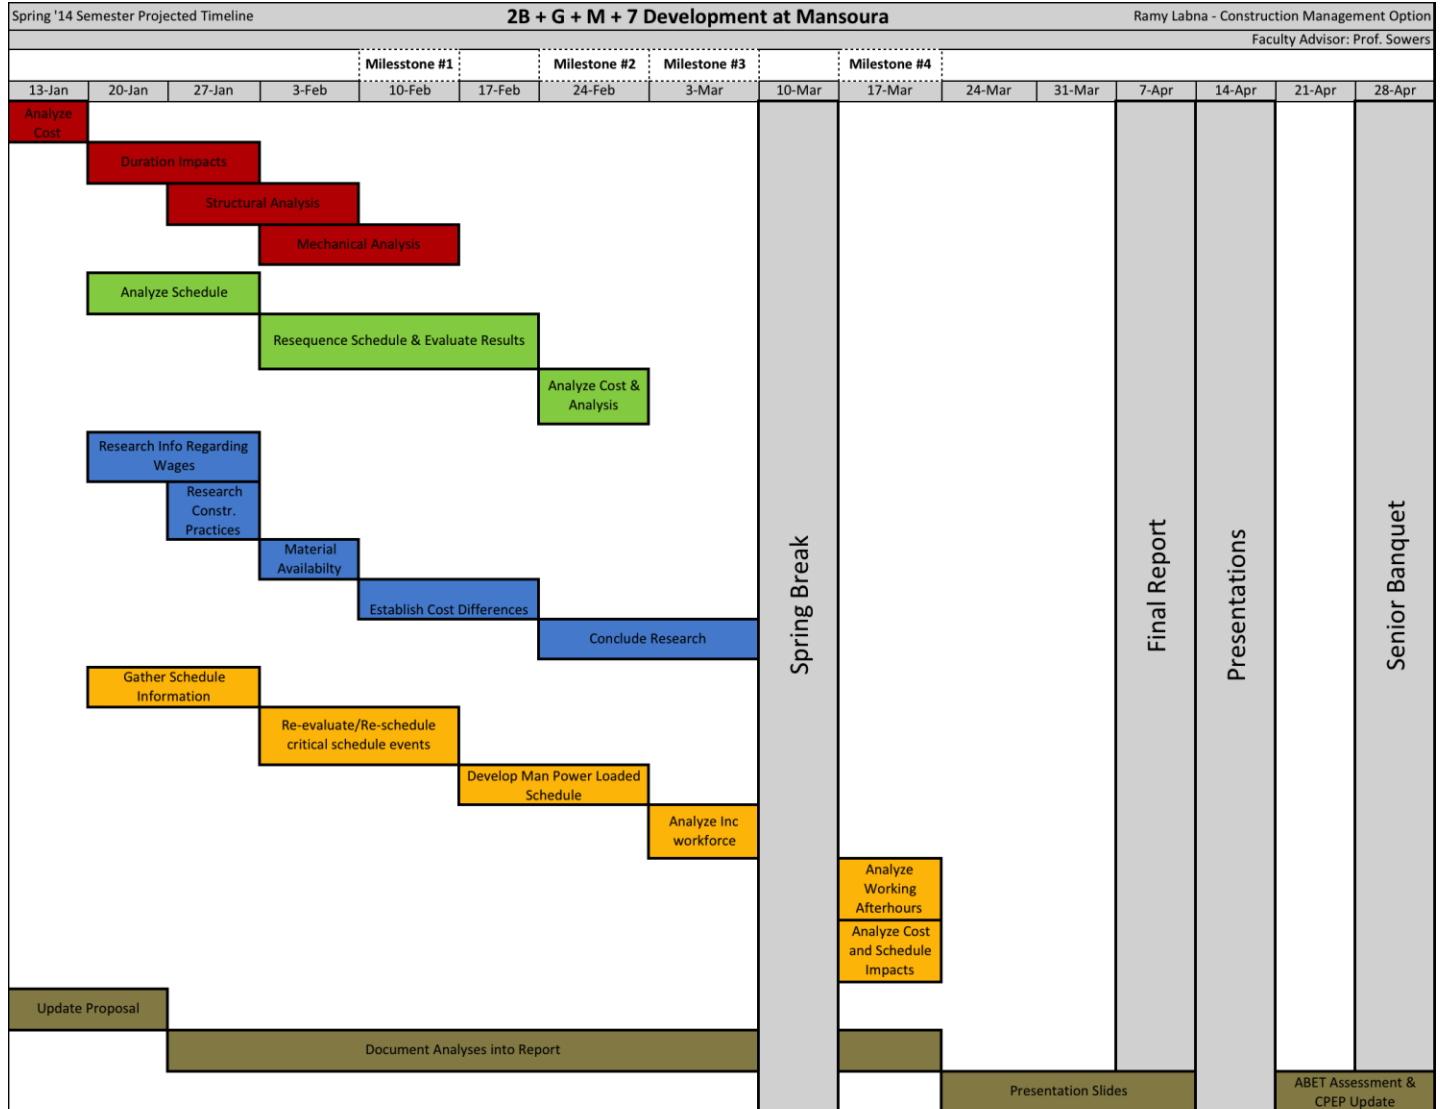 Spring '14 Semester Projected Timeline
2B + G + M + 7 Development at Mansoura
Ramy Labna - Construction Management Option
Faculty Advisor: Prof. Sowers
Milesstone #1
Milestone #2
Milestone #3
Milestone #4
13-Jan
20-Jan
27-Jan
3-Feb
10-Feb
17-Feb
24-Feb
3-Mar
10-Mar
17-Mar
24-Mar
31-Mar
7-Apr
14-Apr
21-Apr
28-Apr
Analyze
Cost
Duration Impacts
Structural Analysis
Mechanical Analysis
Analyze Schedule
Resequence Schedule & Evaluate Results
Analyze Cost &
Analysis
Research Info Regarding
Wages
Research
Constr.
Practices
Material
Availabilty
Establish Cost Differences
Conclude Research
Gather Schedule
Information
Re-evaluate/Re-schedule
critical schedule events
Develop Man Power Loaded
Schedule
Analyze Inc
workforce
Analyze
Working
Afterhours
Analyze Cost
and Schedule
Impacts
Spring Break
Final Report
Presentations
Senior Banquet
Update Proposal
Document Analyses into Report
Presentation Slides
ABET Assessment &
CPEP Update